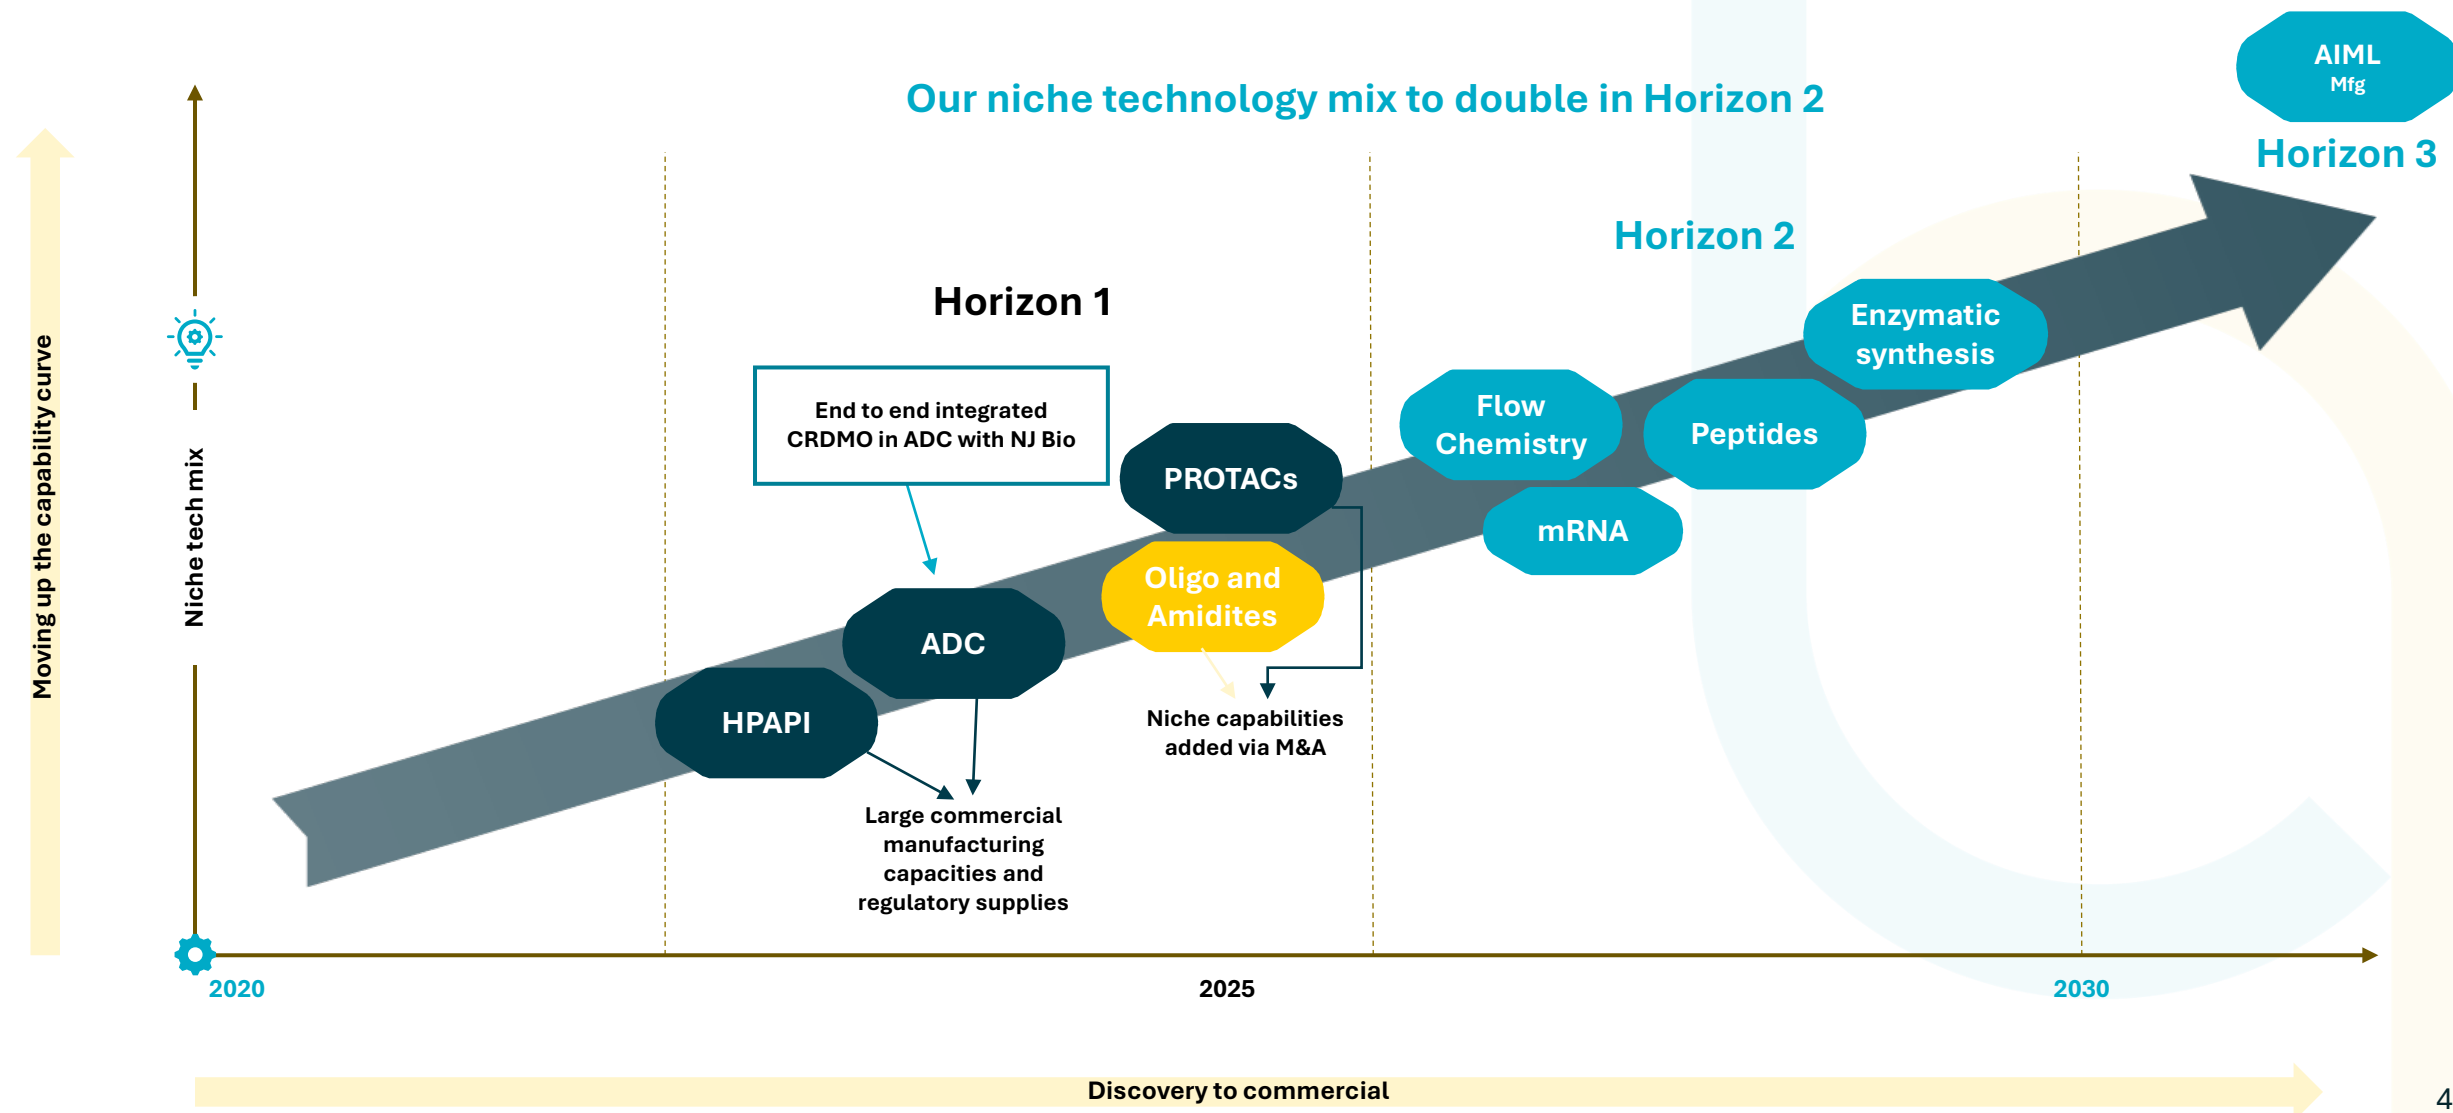 AIML
Mfg
Our niche technology mix to double in Horizon 2
Horizon 3
Horizon 2
Horizon 1
Enzymatic
synthesis
Flow
Chemistry
Peptides
End to end integrated
CRDMO in ADC with NJ Bio
PROTACs
mRNA
Oligo and
Amidites
ADC
HPAPI
Niche capabilities
added via M&A
Large commercial
manufacturing
capacities and
regulatory supplies
Moving up the capability curve
Niche tech mix
2020
2025
2030
Discovery to commercial
4